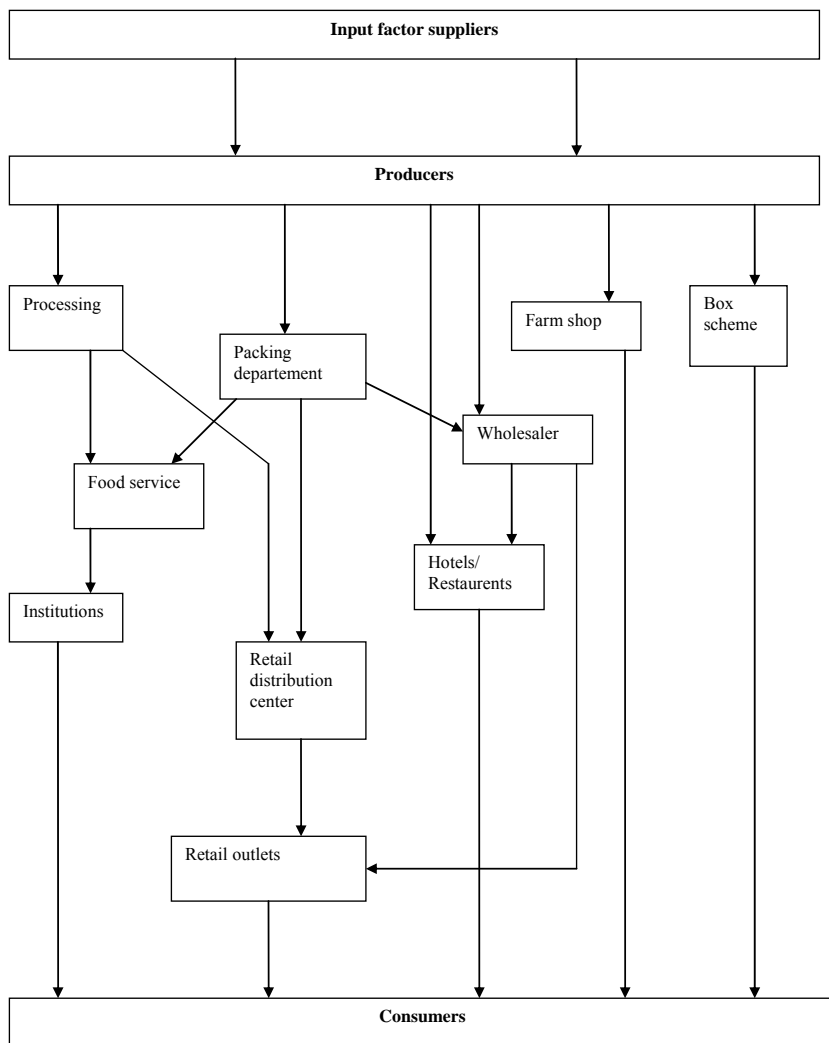 Input factor suppliers
Producers
Processing
Farm shop
Box
scheme
Packing
departement
Wholesaler
Food service
Hotels/
Restaurents
Institutions
Retail
distribution
center
Retail outlets
Consumers